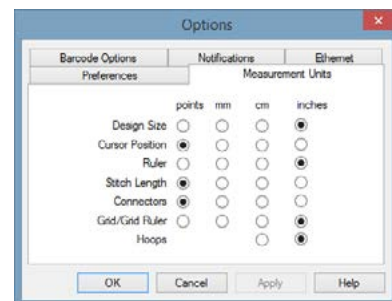 Options
Barcode Options Notifications Ethernet
Preferences Measurement Units
points mm cm inches
Design Size
Cursor Position
Ruler
Stitch Length
Connectors
Grid/Grid Ruler
Hoops
OK Cancel Apply Help